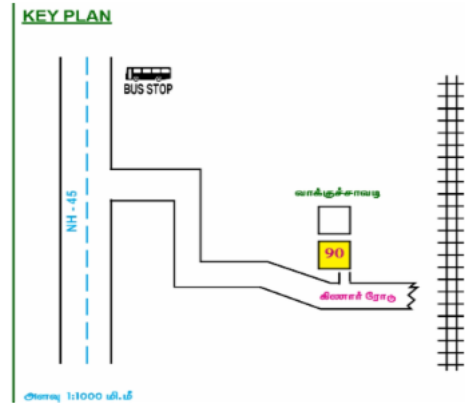 KEY PLAN
BUS STOP
NH - 45
வாக்குச்சாவடி
90
கிணார் ரோடு
அளவு 1:1000 மி.மீ